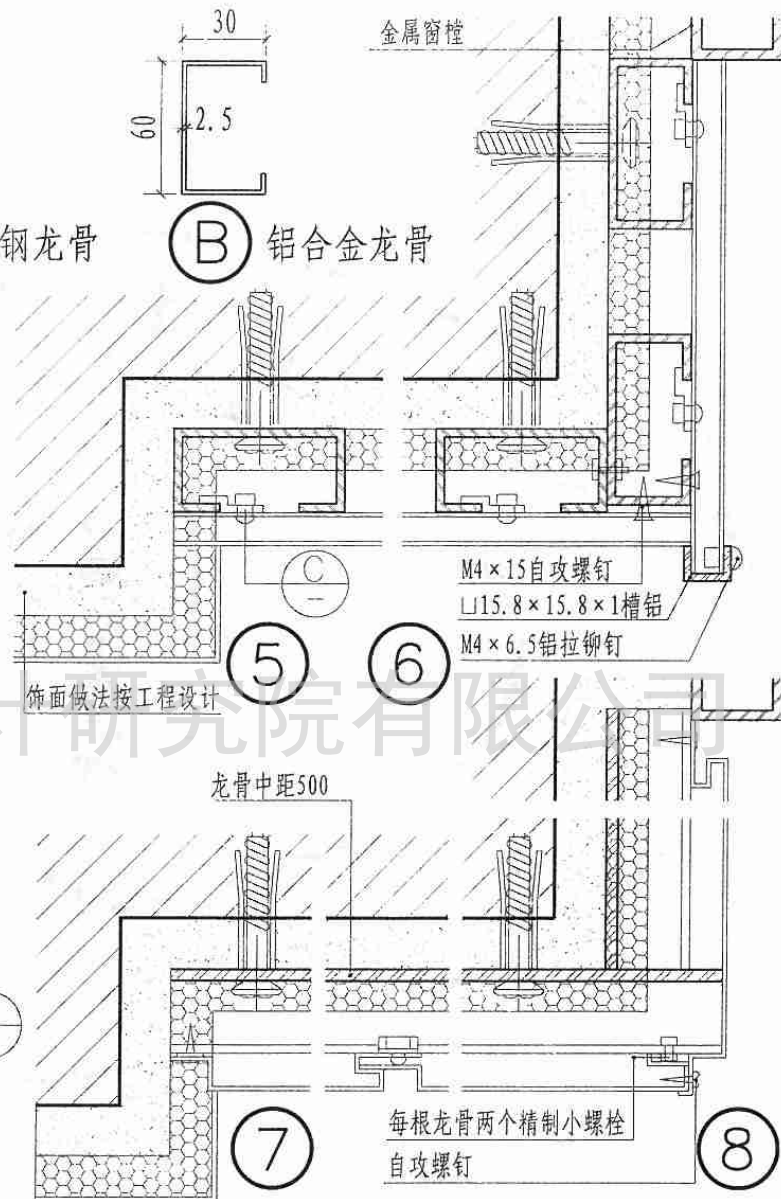 30
金属窗樘
60
2.5
钢龙骨
B 铝合金龙骨
C
—
M4×15自攻螺钉
⊔15.8×15.8×1槽铝
M4×6.5铝拉铆钉
5
6
饰面做法按工程设计
计研究院有限公司
龙骨中距500
每根龙骨两个精制小螺栓
自攻螺钉
7
8